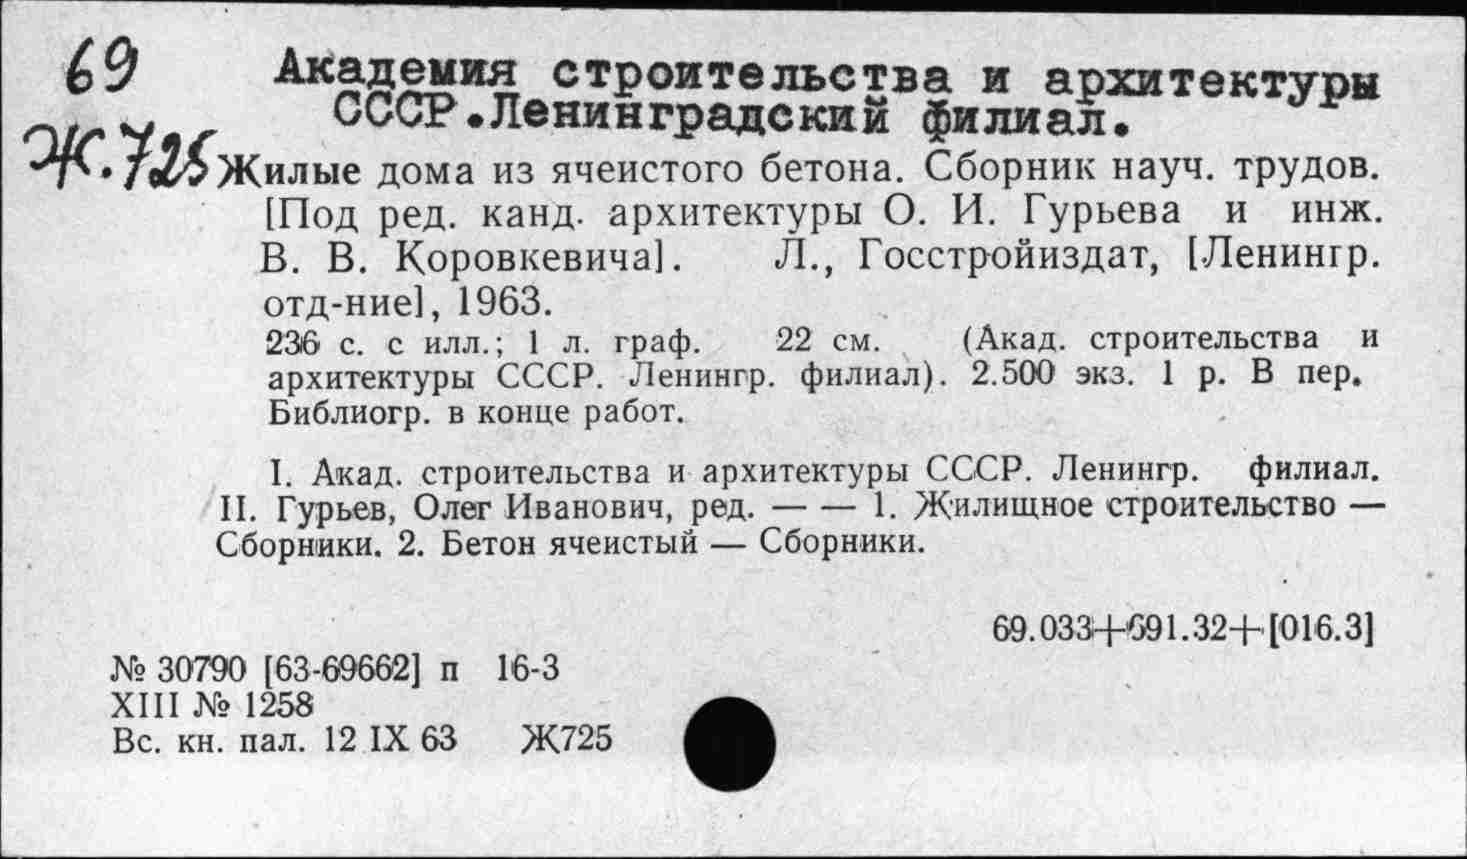 69
Академия строительства и архитектуры
СССР. Ленинградский филиал.
Ж.725
Жилые дома из ячеистого бетона. Сборник науч. трудов.
[Под ред. канд. архитектуры О. И. Гурьева и инж.
В. В. Коровкевича]. Л., Госстройиздат, [Ленингр.
отд-ние], 1963.
236 с. с илл.; 1 л. граф. 22 см. (Акад. строительства и
архитектуры СССР. Ленингр. филиал). 2.500 экз. 1 р. В пер.
Библиогр. в конце работ.
I. Акад. строительства и архитектуры СССР. Ленингр. филиал.
II. Гурьев, Олег Иванович, ред. — — 1. Жилищное строительство —
Сборники. 2. Бетон ячеистый — Сборники.
69.033+691.32+[016.3]
№ 30790 [63-69662] п 16-3
XIII № 1258
Вс. кн. пал. 12 IX 63 Ж725